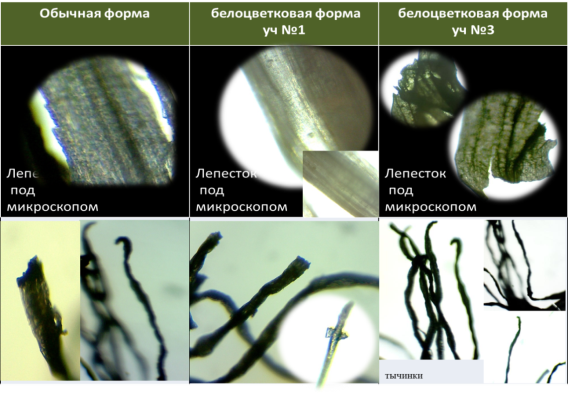 Обычная форма
белоцветковая форма
уч №1
белоцветковая форма
уч №3
Лепе
под
микроскопом
Лепесток
под
микроскопом
Лепесток
под
микроскопом
тычинки